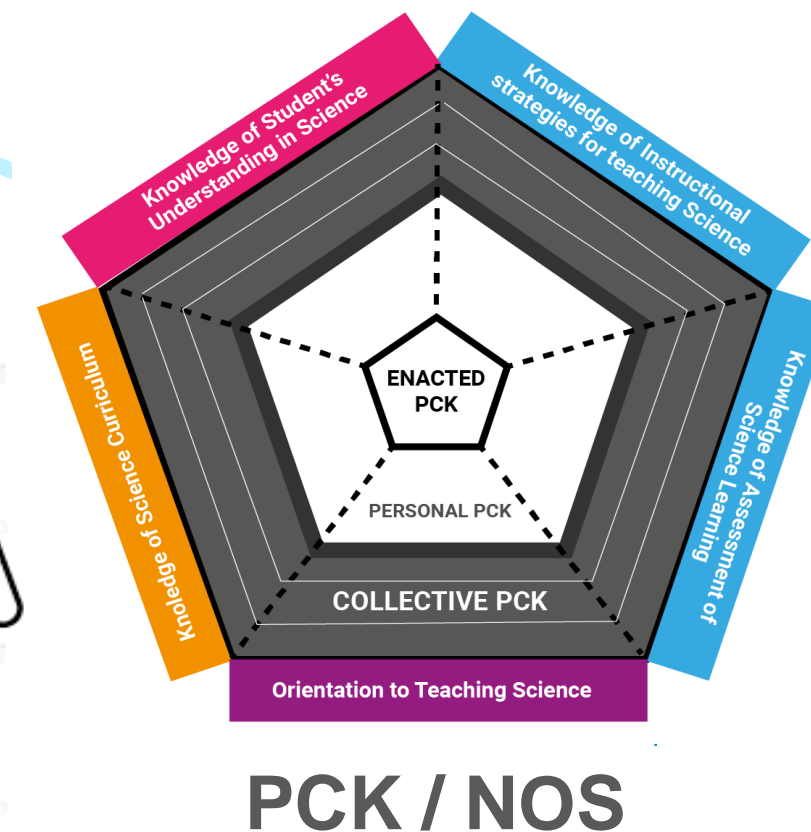 Knowledge of Student's
Understanding in Science
Knowledge of Instructional
strategies for teaching Science
Knoledge of Science Curriculum
ENACTED
PCK
Knowledge of Assessment of
Science Learning
PERSONAL PCK
COLLECTIVE PCK
Orientation to Teaching Science
PCK / NOS